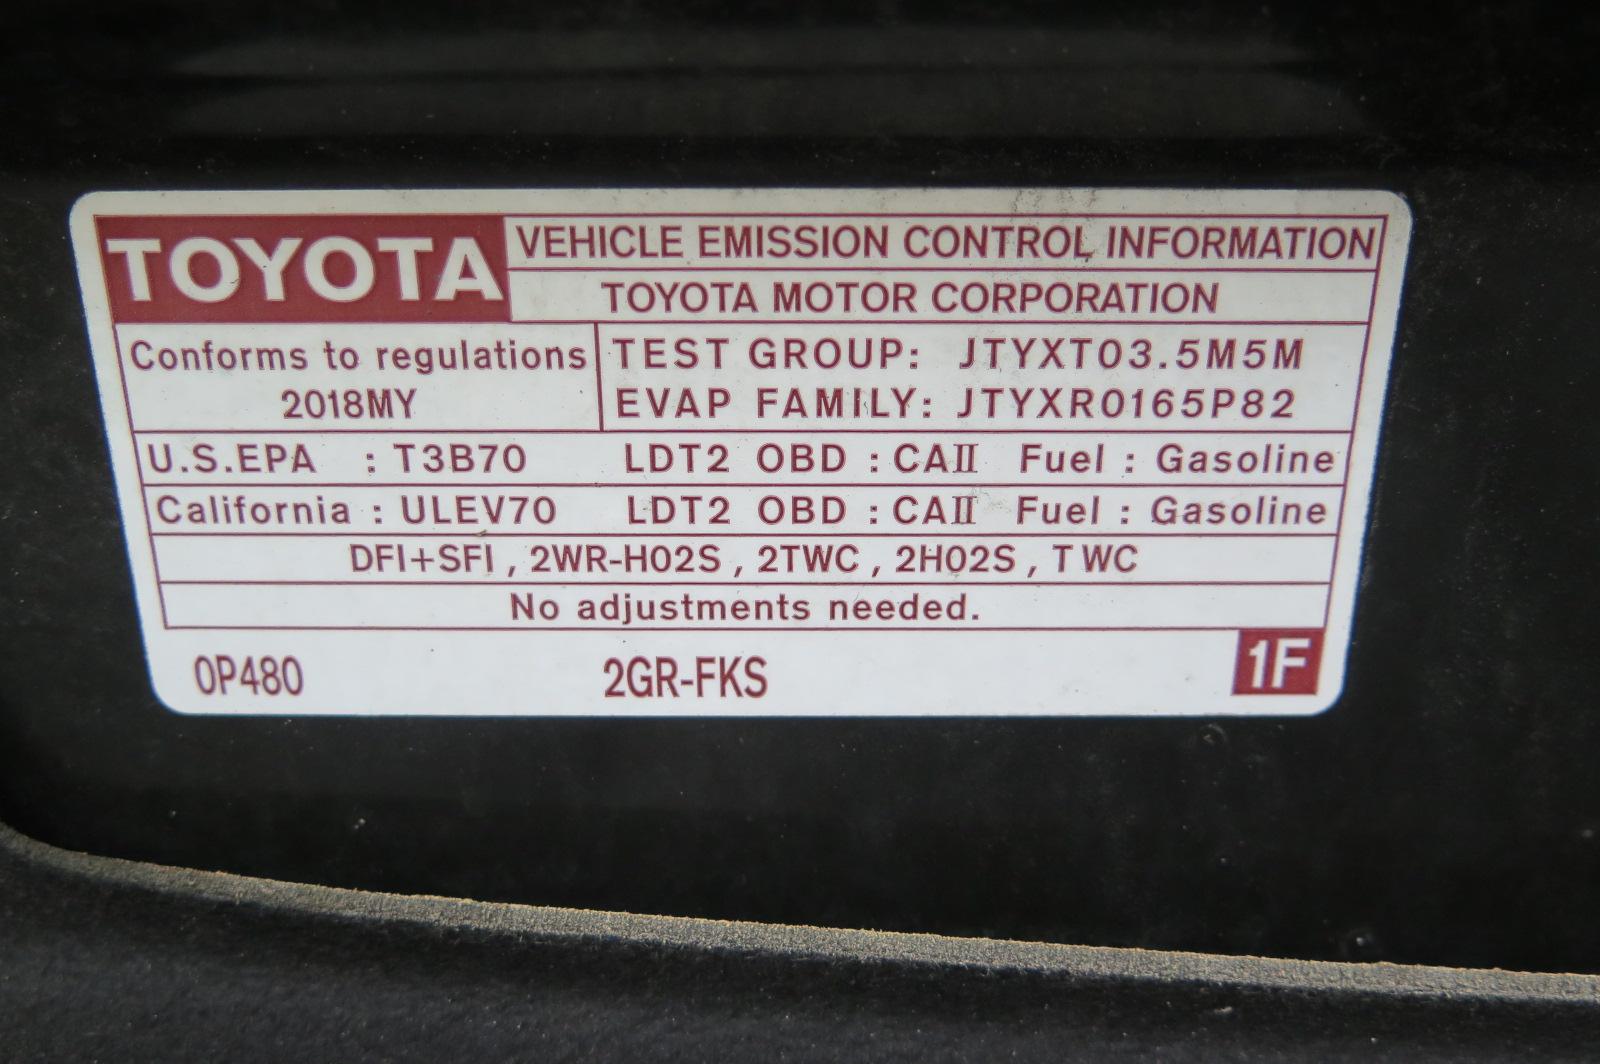 TOYOTA
VEHICLE EMISSION CONTROL INFORMATION
TOYOTA MOTOR CORPORATION
Conforms to regulations
2018MY
TEST GROUP: JTYXT03.5M5M
EVAP FAMILY: JTYXR0165P82
U.S.EPA : T3B70 LDT2 OBD : CAⅡ Fuel : Gasoline
California : ULEV70 LDT2 OBD : CAⅡ Fuel : Gasoline
DFI+SFI , 2WR-HO2S , 2TWC , 2HO2S , TWC
No adjustments needed.
0P480 2GR-FKS 1F